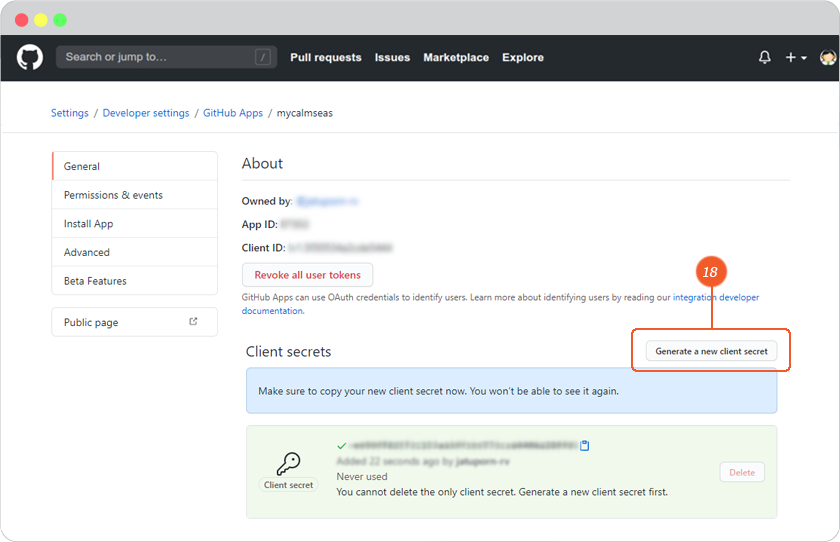 Search or jump to… / Pull requests Issues Marketplace Explore
Settings / Developer settings / GitHub Apps / mycalmseas
General
Permissions & events
Install App
Advanced
Beta Features
Public page
About
Owned by:
App ID:
Client ID:
Revoke all user tokens
GitHub Apps can use OAuth credentials to identify users. Learn more about identifying users by reading our integration developer
documentation.
18
Client secrets
Generate a new client secret
Make sure to copy your new client secret now. You won't be able to see it again.
Client secret
Added 22 seconds ago by jatuporn-rv
Never used
You cannot delete the only client secret. Generate a new client secret first.
Delete